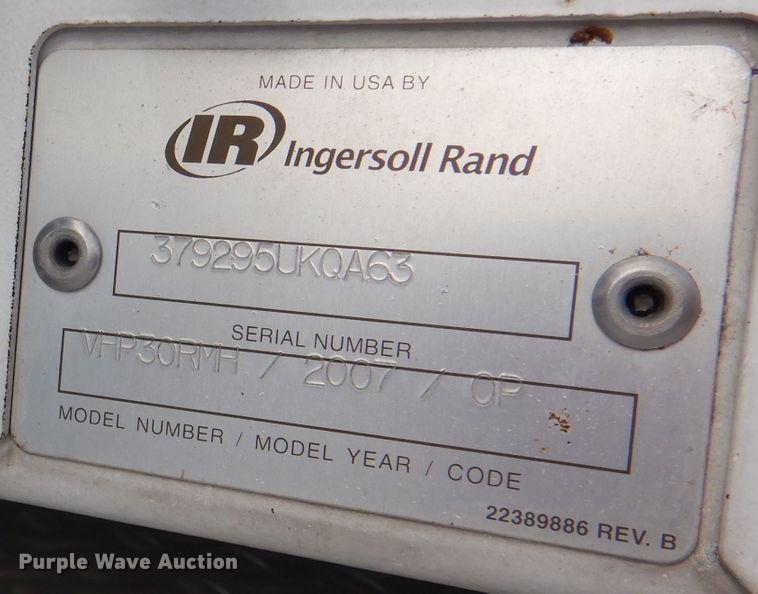 MADE IN USA BY
IR Ingersoll Rand
379295UKQA63
SERIAL NUMBER
VHP30RMH / 2007 / OP
MODEL NUMBER / MODEL YEAR / CODE
22389886 REV. B
Purple Wave Auction